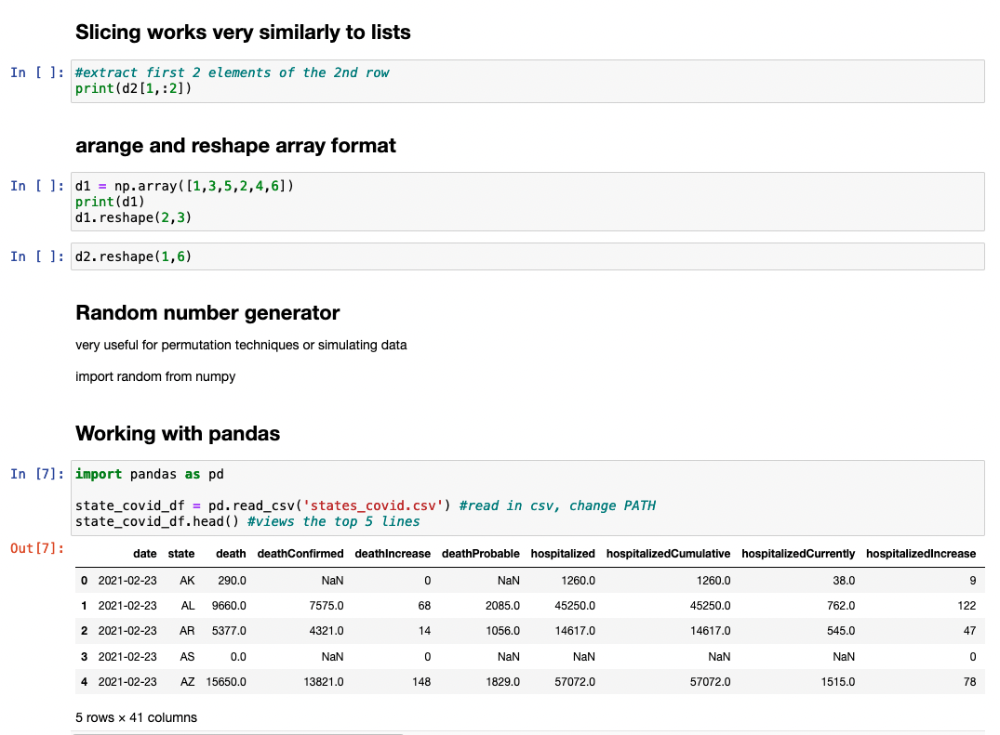 Slicing works very similarly to lists
In [ ]: #extract first 2 elements of the 2nd row
print(d2[1,:2])
arange and reshape array format
In [ ]: d1 = np.array([1,3,5,2,4,6])
print(d1)
d1.reshape(2,3)
In [ ]: d2.reshape(1,6)
Random number generator
very useful for permutation techniques or simulating data
import random from numpy
Working with pandas
In [7]: import pandas as pd
state_covid_df = pd.read_csv('states_covid.csv') #read in csv, change PATH
state_covid_df.head() #views the top 5 lines
Out[7]:
date state death deathConfirmed deathIncrease deathProbable hospitalized hospitalizedCumulative hospitalizedCurrently hospitalizedIncrease
0 2021-02-23 AK 290.0 NaN 0 NaN 1260.0 1260.0 38.0 9
1 2021-02-23 AL 9660.0 7575.0 68 2085.0 45250.0 45250.0 762.0 122
2 2021-02-23 AR 5377.0 4321.0 14 1056.0 14617.0 14617.0 545.0 47
3 2021-02-23 AS 0.0 NaN 0 NaN NaN NaN NaN 0
4 2021-02-23 AZ 15650.0 13821.0 148 1829.0 57072.0 57072.0 1515.0 78
5 rows × 41 columns